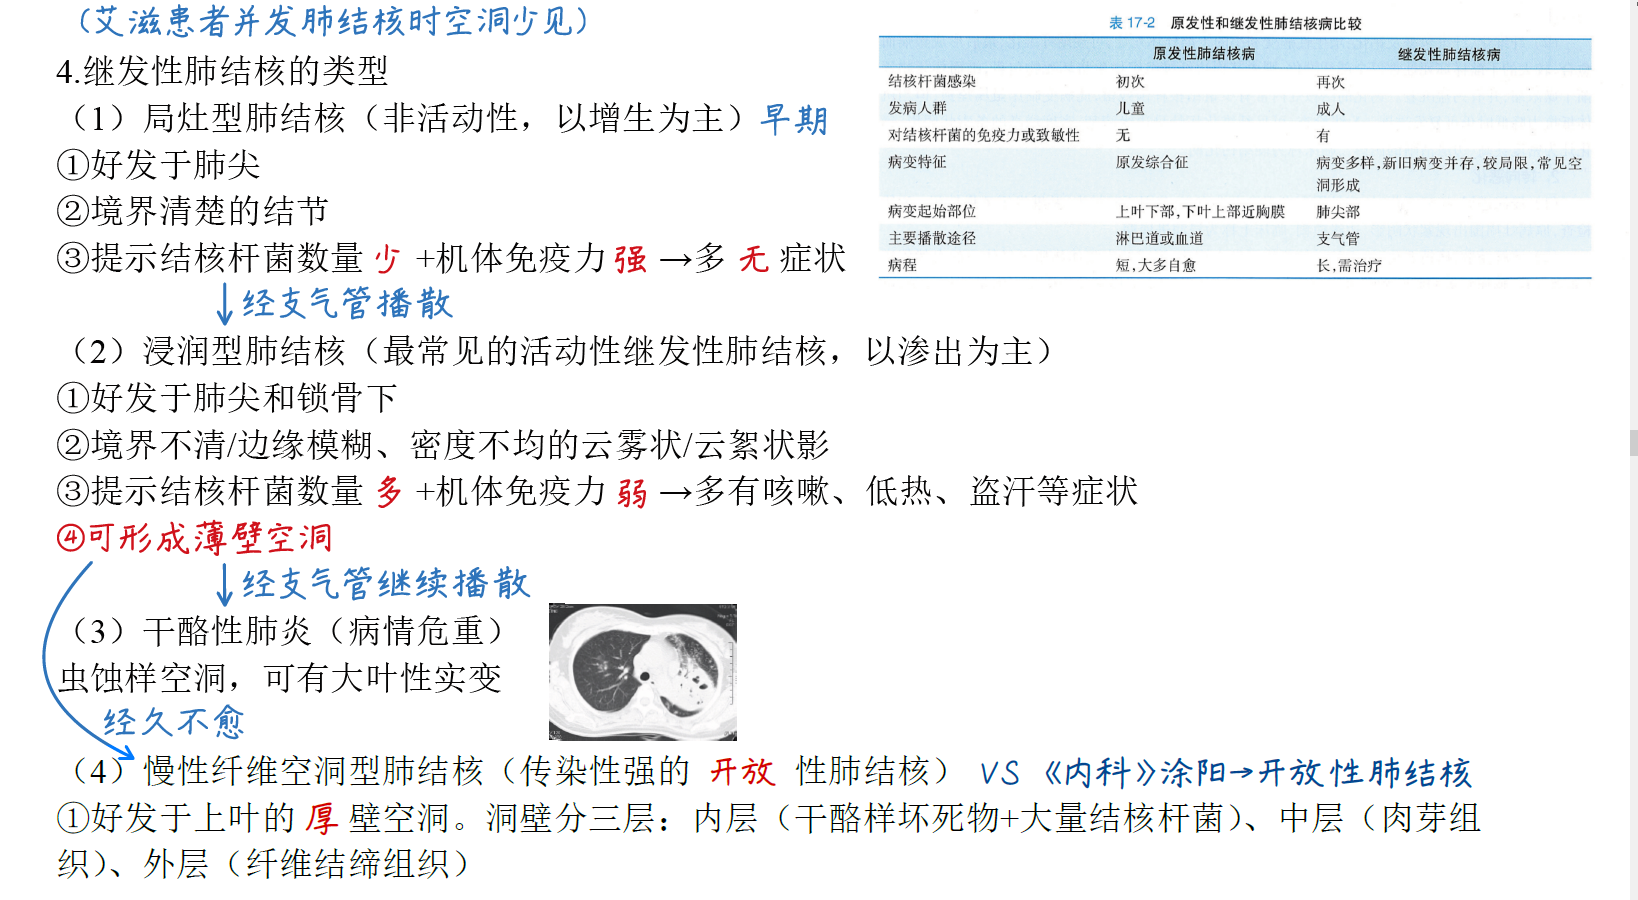 （艾滋患者并发肺结核时空洞少见）
4.继发性肺结核的类型
（1）局灶型肺结核（非活动性，以增生为主）早期
①好发于肺尖
②境界清楚的结节
③提示结核杆菌数量 少 +机体免疫力 强 →多 无 症状
↓经支气管播散
（2）浸润型肺结核（最常见的活动性继发性肺结核，以渗出为主）
①好发于肺尖和锁骨下
②境界不清/边缘模糊、密度不均的云雾状/云絮状影
③提示结核杆菌数量 多 +机体免疫力 弱 →多有咳嗽、低热、盗汗等症状
④可形成薄壁空洞
↓经支气管继续播散
（3）干酪性肺炎（病情危重）
虫蚀样空洞，可有大叶性实变
经久不愈
（4）慢性纤维空洞型肺结核（传染性强的 开放 性肺结核） VS《内科》涂阳→开放性肺结核
①好发于上叶的 厚 壁空洞。洞壁分三层：内层（干酪样坏死物+大量结核杆菌）、中层（肉芽组
织）、外层（纤维结缔组织）
表 17-2 原发性和继发性肺结核病比较
原发性肺结核病 继发性肺结核病
结核杆菌感染 初次 再次
发病人群 儿童 成人
对结核杆菌的免疫力或致敏性 无 有
病变特征 原发综合征 病变多样，新旧病变并存，较局限，常见空
洞形成
病变起始部位 上叶下部，下叶上部近胸膜 肺尖部
主要播散途径 淋巴道或血道 支气管
病程 短，大多自愈 长，需治疗